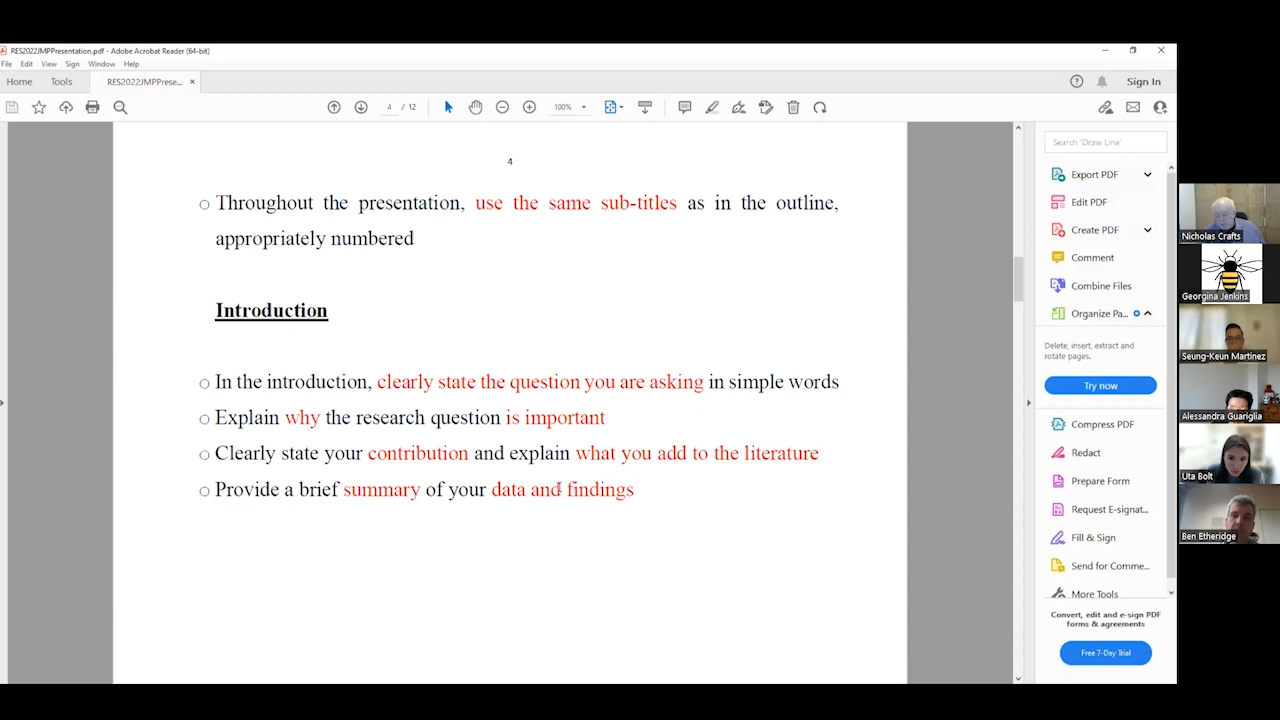 RES2022JMPPresentation.pdf - Adobe Acrobat Reader (64-bit)
File Edit View Sign Window Help
Home Tools RES2022JMPPrese... × Sign In
4 / 12 100%
4
○ Throughout the presentation, use the same sub-titles as in the outline,
appropriately numbered
Introduction
○ In the introduction, clearly state the question you are asking in simple words
○ Explain why the research question is important
○ Clearly state your contribution and explain what you add to the literature
○ Provide a brief summary of your data and findings
Search 'Draw Line'
Export PDF
Edit PDF
Create PDF
Comment
Combine Files
Organize Pa...
Delete, insert, extract and
rotate pages.
Try now
Compress PDF
Redact
Prepare Form
Request E-signat...
Fill & Sign
Send for Comme...
More Tools
Convert, edit and e-sign PDF
forms & agreements
Free 7-Day Trial
Nicholas Crafts
Georgina Jenkins
Seung-Keun Martinez
Alessandra Guariglia
Uta Bolt
Ben Etheridge